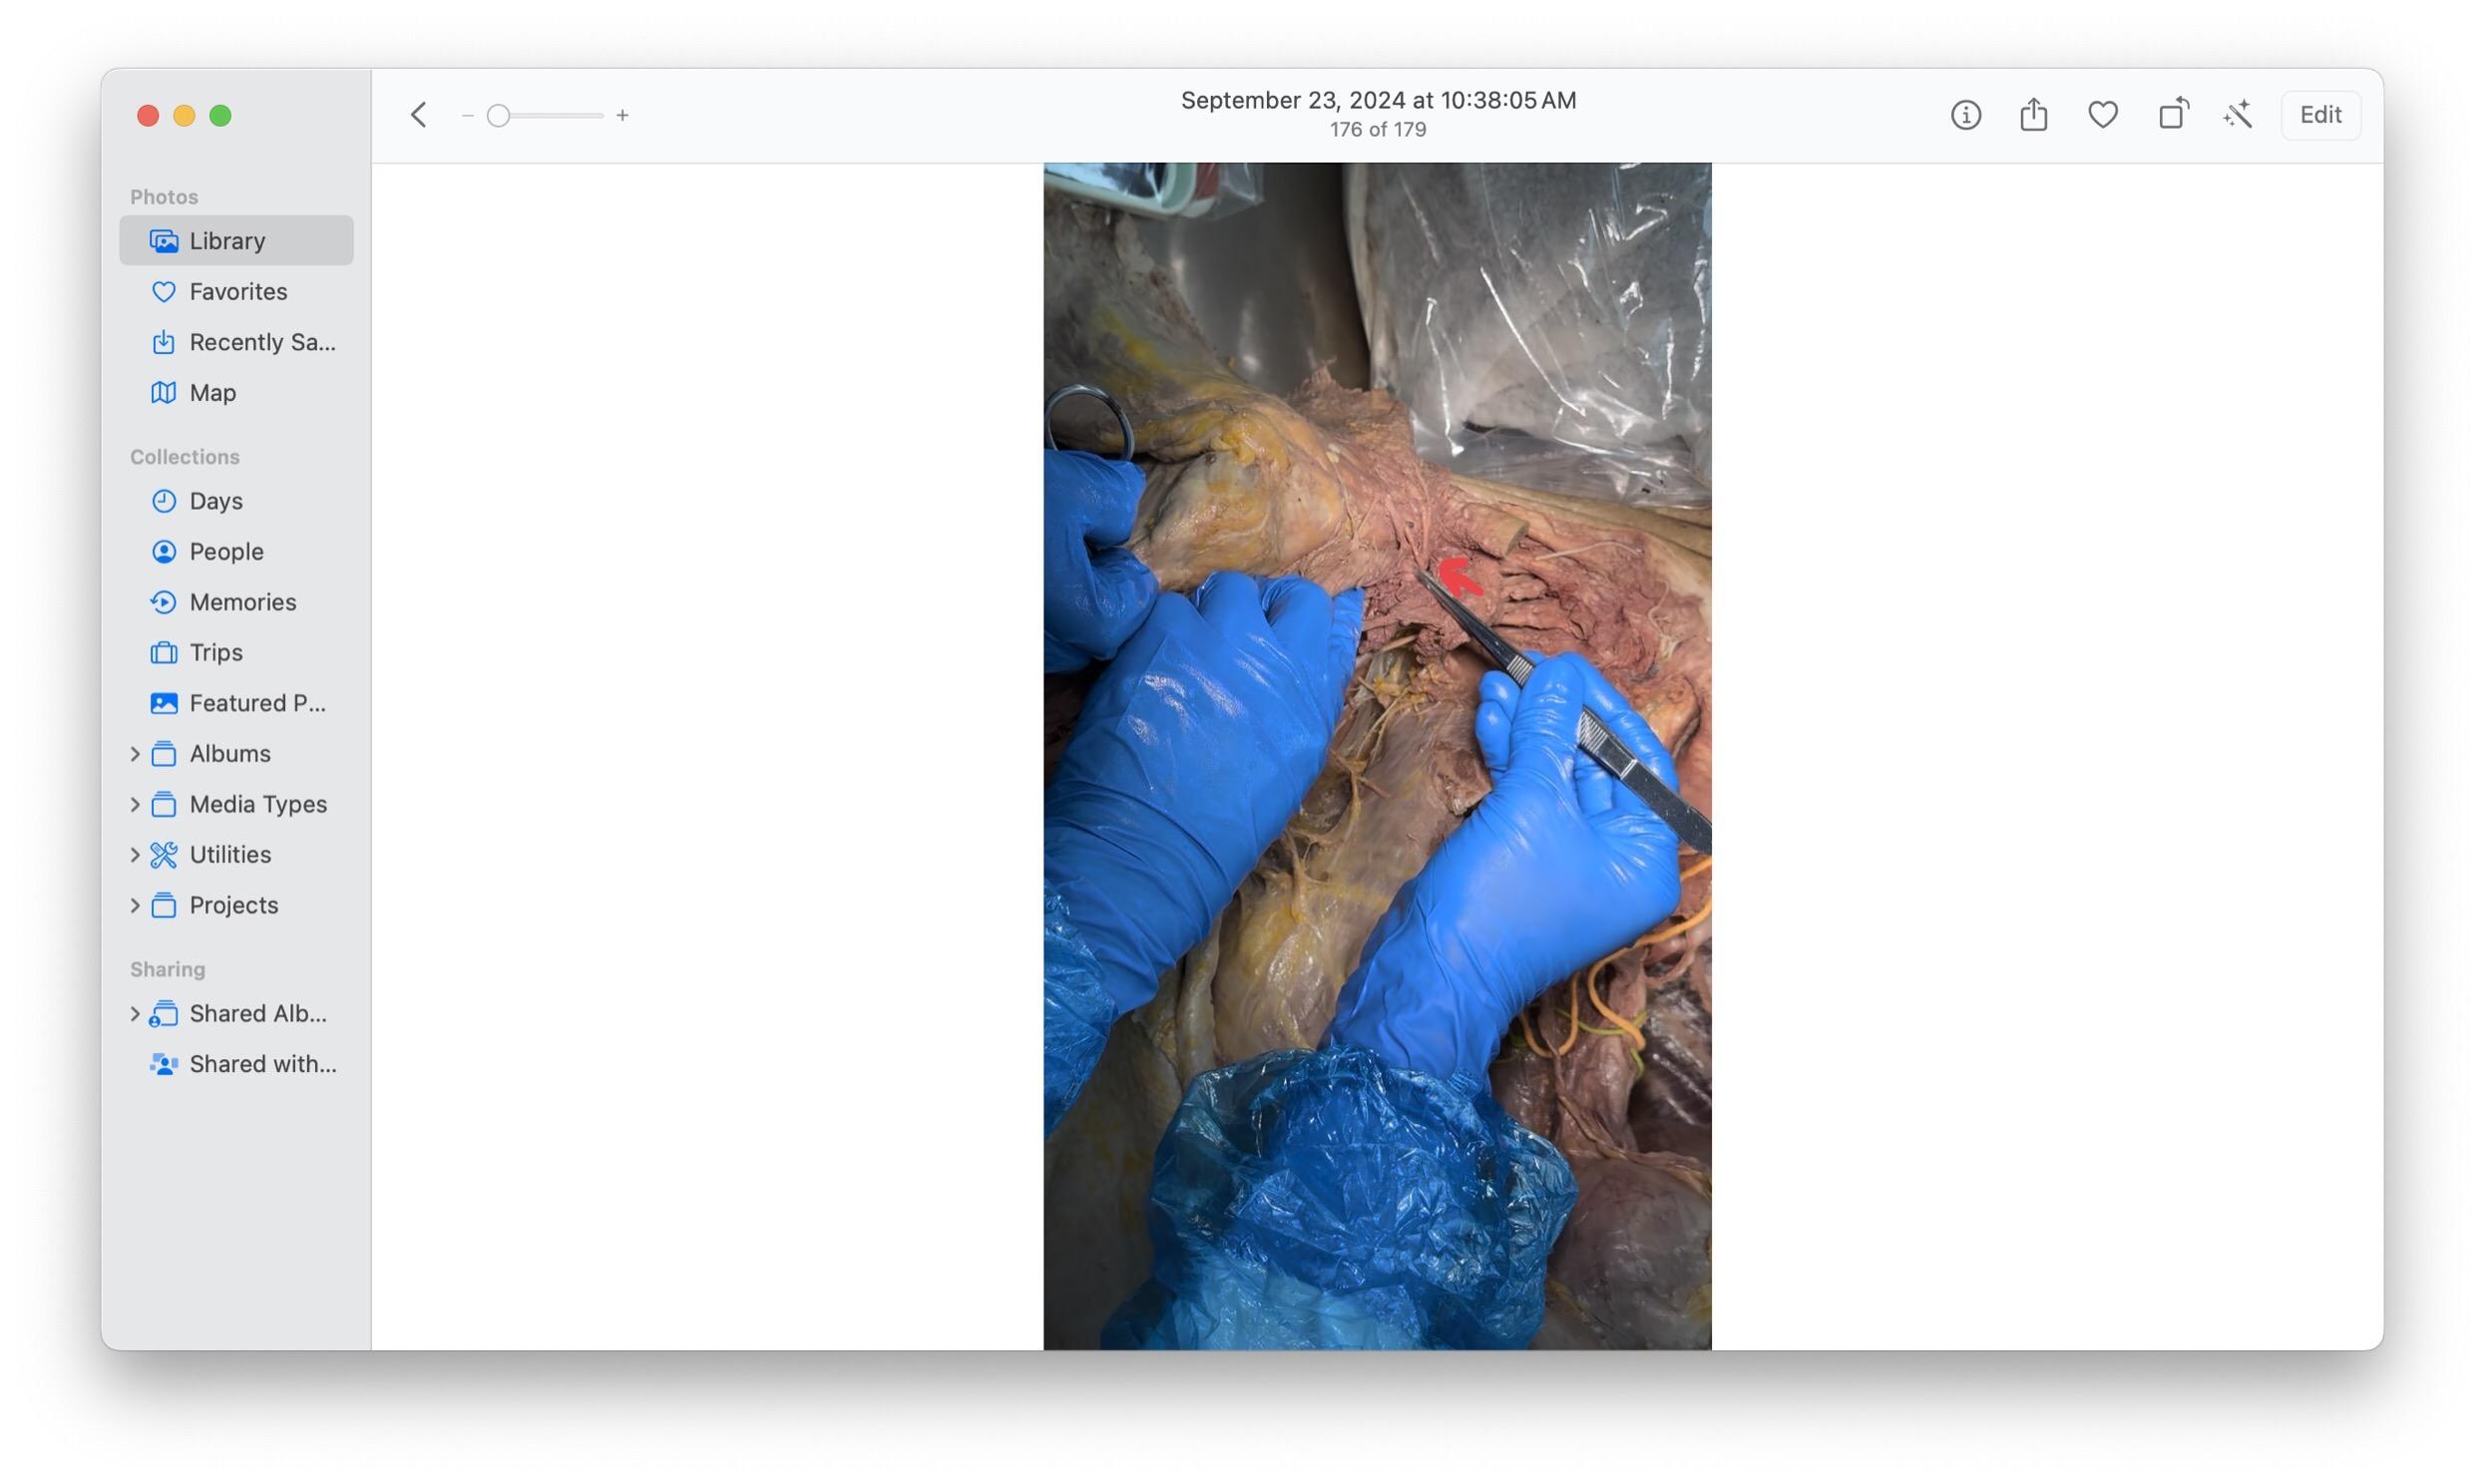 September 23, 2024 at 10:38:05 AM
176 of 179
Edit
Photos
Library
Favorites
Recently Sa...
Map
Collections
Days
People
Memories
Trips
Featured P...
Albums
Media Types
Utilities
Projects
Sharing
Shared Alb...
Shared with...